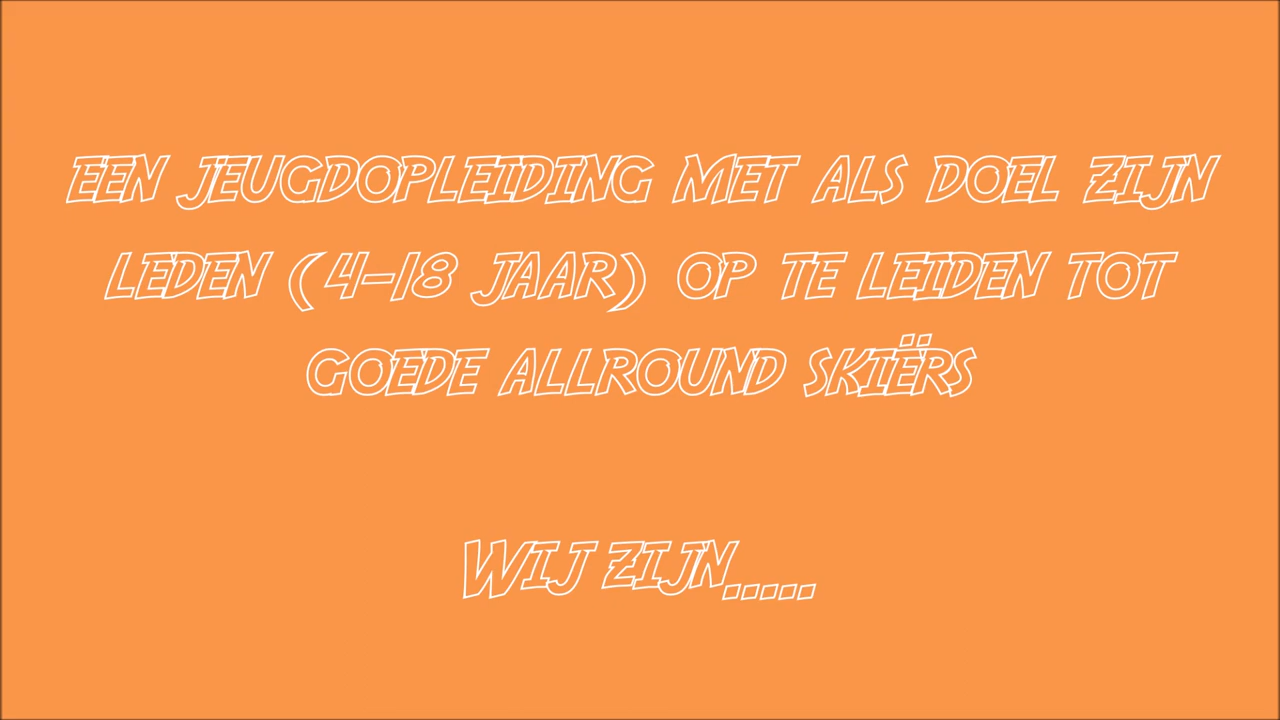 EEN JEUGDOPLEIDING MET ALS DOEL ZIJN
LEDEN (4-18 JAAR) OP TE LEIDEN TOT
GOEDE ALLROUND SKIËRS
WIJ ZIJN.....